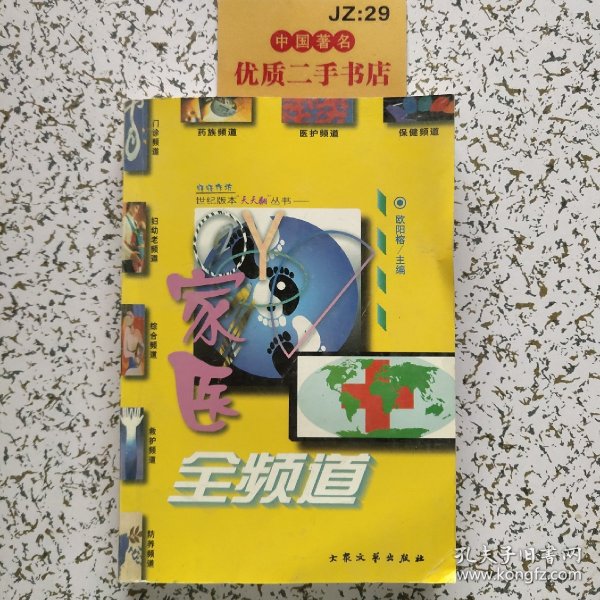 JZ:29
中国著名
优质二手书店
药族频道
医护频道
保健频道
门诊频道
妇幼老频道
综合频道
救护频道
防养频道
世纪版本“天天翻”丛书——
欧阳榕/主编
家医
全频道
大众文艺出版社
孔夫子旧书网
www.kongfz.com